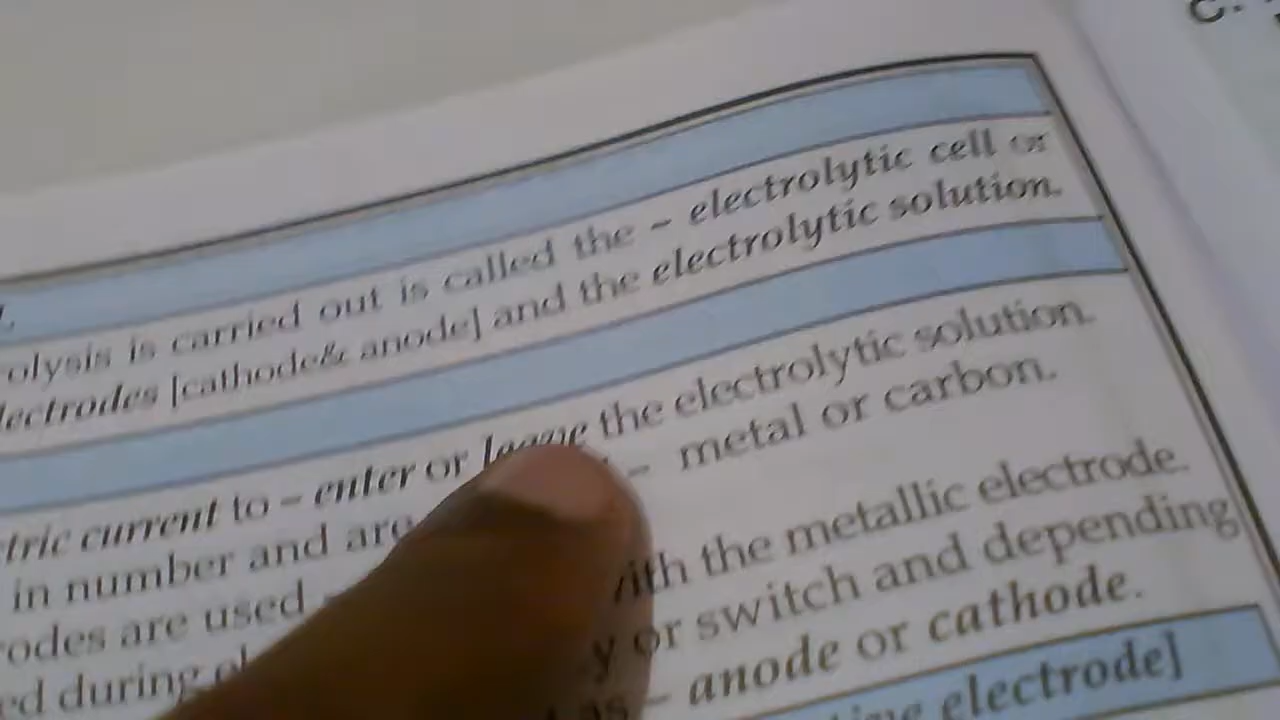 C.
olysis is carried out is called the – electrolytic cell or
lectrodes [cathode& anode] and the electrolytic solution.
tric current to – enter or leave the electrolytic solution.
in number and are – metal or carbon.
odes are used with the metallic electrode.
ed during y or switch and depending
as – anode or cathode.
electrode]